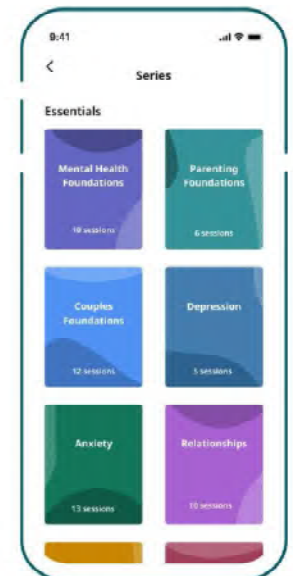 9:41
Series
Essentials
Mental Health
Foundations
sessions
Parenting
Foundations
6 sessions
Couples
Foundations
12 sessions
Depression
5 sessions
Anxiety
13 sessions
Relationships
10 sessions